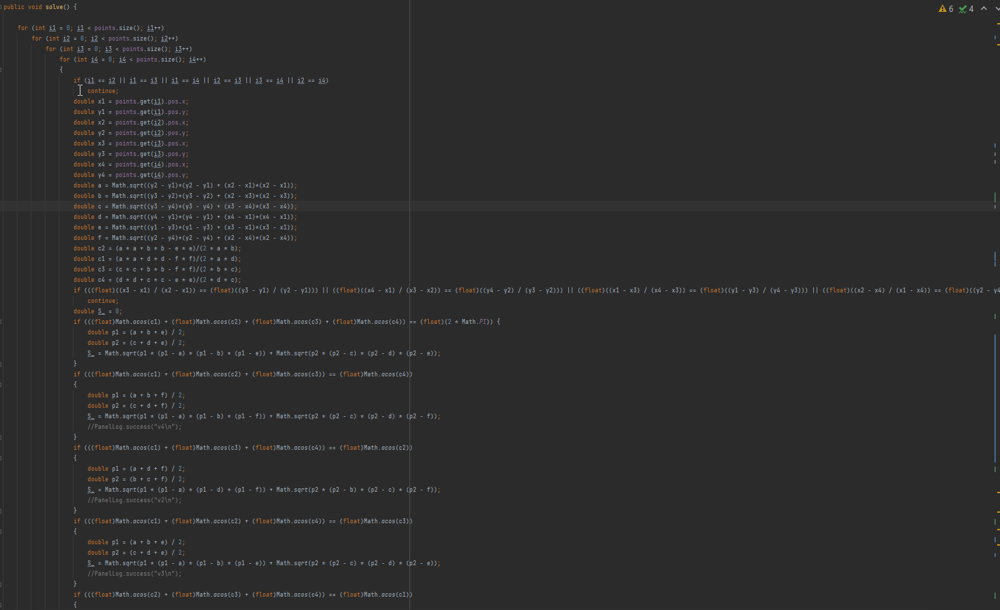 public void solve() {
6 4
for (int i1 = 0; i1 < points.size(); i1++)
for (int i2 = 0; i2 < points.size(); i2++)
for (int i3 = 0; i3 < points.size(); i3++)
for (int i4 = 0; i4 < points.size(); i4++)
{
if (i1 == i2 || i1 == i3 || i1 == i4 || i2 == i3 || i3 == i4 || i2 == i4)
continue;
double x1 = points.get(i1).pos.x;
double y1 = points.get(i1).pos.y;
double x2 = points.get(i2).pos.x;
double y2 = points.get(i2).pos.y;
double x3 = points.get(i3).pos.x;
double y3 = points.get(i3).pos.y;
double x4 = points.get(i4).pos.x;
double y4 = points.get(i4).pos.y;
double a = Math.sqrt((y2 - y1)*(y2 - y1) + (x2 - x1)*(x2 - x1));
double b = Math.sqrt((y3 - y2)*(y3 - y2) + (x2 - x3)*(x2 - x3));
double c = Math.sqrt((y3 - y4)*(y3 - y4) + (x3 - x4)*(x3 - x4));
double d = Math.sqrt((y4 - y1)*(y4 - y1) + (x4 - x1)*(x4 - x1));
double e = Math.sqrt((y1 - y3)*(y1 - y3) + (x3 - x1)*(x3 - x1));
double f = Math.sqrt((y2 - y4)*(y2 - y4) + (x2 - x4)*(x2 - x4));
double c2 = (a * a + b * b - e * e)/(2 * a * b);
double c1 = (a * a + d * d - f * f)/(2 * a * d);
double c3 = (c * c + b * b - f * f)/(2 * b * c);
double c4 = (d * d + c * c - e * e)/(2 * d * c);
if (((float)((x3 - x1) / (x2 - x1)) == (float)((y3 - y1) / (y2 - y1))) || ((float)((x4 - x1) / (x3 - x2)) == (float)((y4 - y2) / (y3 - y2))) || ((float)((x1 - x3) / (x4 - x3)) == (float)((y1 - y3) / (y4 - y3))) || ((float)((x2 - x4) / (x1 - x4)) == (float)((y2 - y4
continue;
double S_ = 0;
if (((float)Math.acos(c1) + (float)Math.acos(c2) + (float)Math.acos(c3) + (float)Math.acos(c4)) == (float)(2 * Math.PI)) {
double p1 = (a + b + e) / 2;
double p2 = (c + d + e) / 2;
S_ = Math.sqrt(p1 * (p1 - a) * (p1 - b) * (p1 - e)) + Math.sqrt(p2 * (p2 - c) * (p2 - d) * (p2 - e));
}
if (((float)Math.acos(c1) + (float)Math.acos(c2) + (float)Math.acos(c3)) == (float)Math.acos(c4))
{
double p1 = (a + b + f) / 2;
double p2 = (c + d + f) / 2;
S_ = Math.sqrt(p1 * (p1 - a) * (p1 - b) * (p1 - f)) + Math.sqrt(p2 * (p2 - c) * (p2 - d) * (p2 - f));
//PanelLog.success("v4\n");
}
if (((float)Math.acos(c1) + (float)Math.acos(c3) + (float)Math.acos(c4)) == (float)Math.acos(c2))
{
double p1 = (a + d + f) / 2;
double p2 = (b + c + f) / 2;
S_ = Math.sqrt(p1 * (p1 - a) * (p1 - d) * (p1 - f)) + Math.sqrt(p2 * (p2 - b) * (p2 - c) * (p2 - f));
//PanelLog.success("v2\n");
}
if (((float)Math.acos(c1) + (float)Math.acos(c2) + (float)Math.acos(c4)) == (float)Math.acos(c3))
{
double p1 = (a + b + e) / 2;
double p2 = (c + d + e) / 2;
S_ = Math.sqrt(p1 * (p1 - a) * (p1 - b) * (p1 - e)) + Math.sqrt(p2 * (p2 - c) * (p2 - d) * (p2 - e));
//PanelLog.success("v3\n");
}
if (((float)Math.acos(c2) + (float)Math.acos(c3) + (float)Math.acos(c4)) == (float)Math.acos(c1))
{